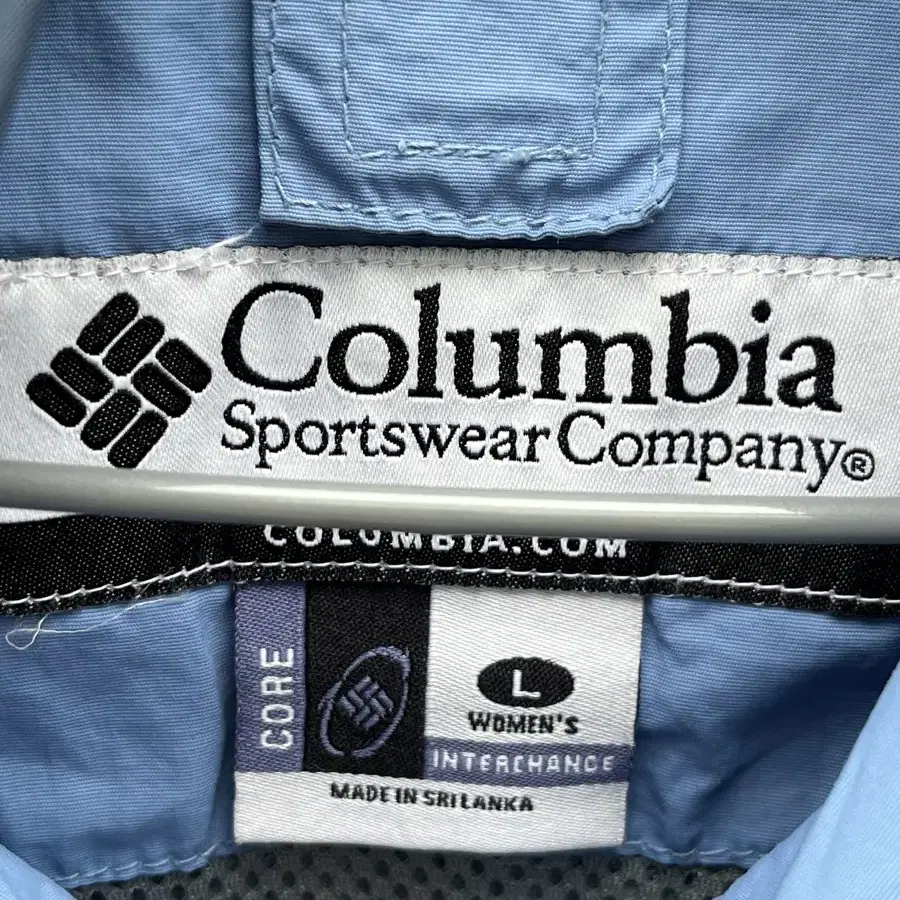 Columbia
Sportswear Company®
COLUMBIA.COM
CORE
L
WOMEN'S
INTERCHANGE
MADE IN SRI LANKA